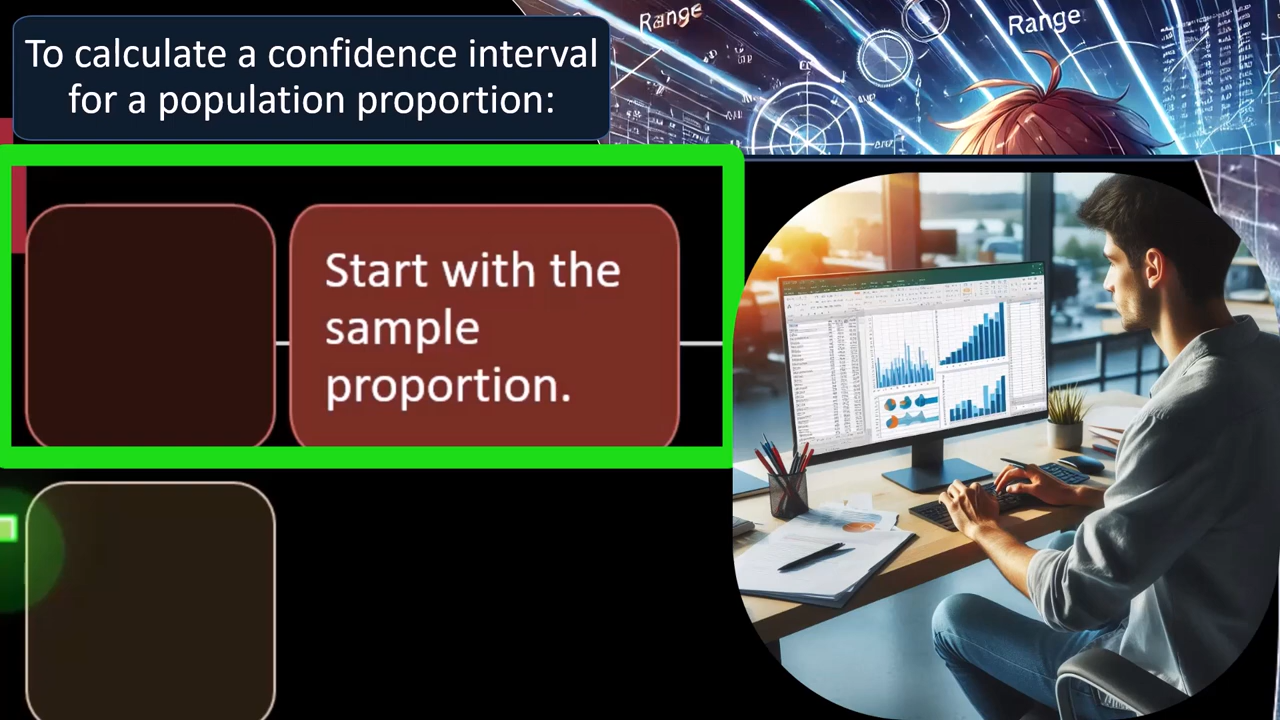 To calculate a confidence interval
for a population proportion:
Range
Range
Start with the
sample
proportion.